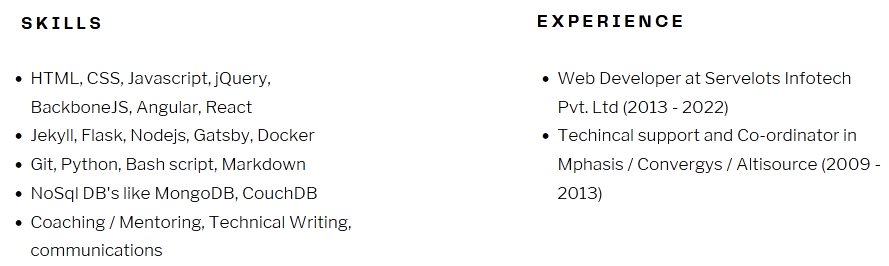 SKILLS
• HTML, CSS, Javascript, jQuery,
BackboneJS, Angular, React
• Jekyll, Flask, Nodejs, Gatsby, Docker
• Git, Python, Bash script, Markdown
• NoSql DB's like MongoDB, CouchDB
• Coaching / Mentoring, Technical Writing,
communications
EXPERIENCE
• Web Developer at Servelots Infotech
Pvt. Ltd (2013 - 2022)
• Techincal support and Co-ordinator in
Mphasis / Convergys / Altisource (2009 -
2013)